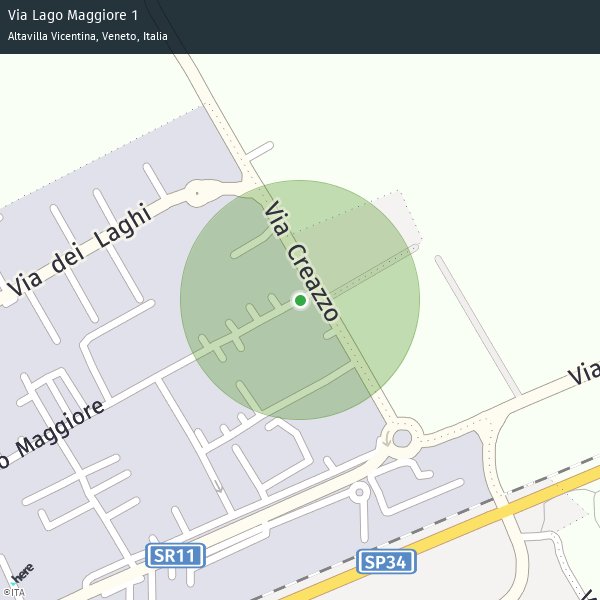 Via Lago Maggiore 1
Altavilla Vicentina, Veneto, Italia
Via dei Laghi
Via Creazzo
Via
o Maggiore
SR11
SP34
here
©ITA